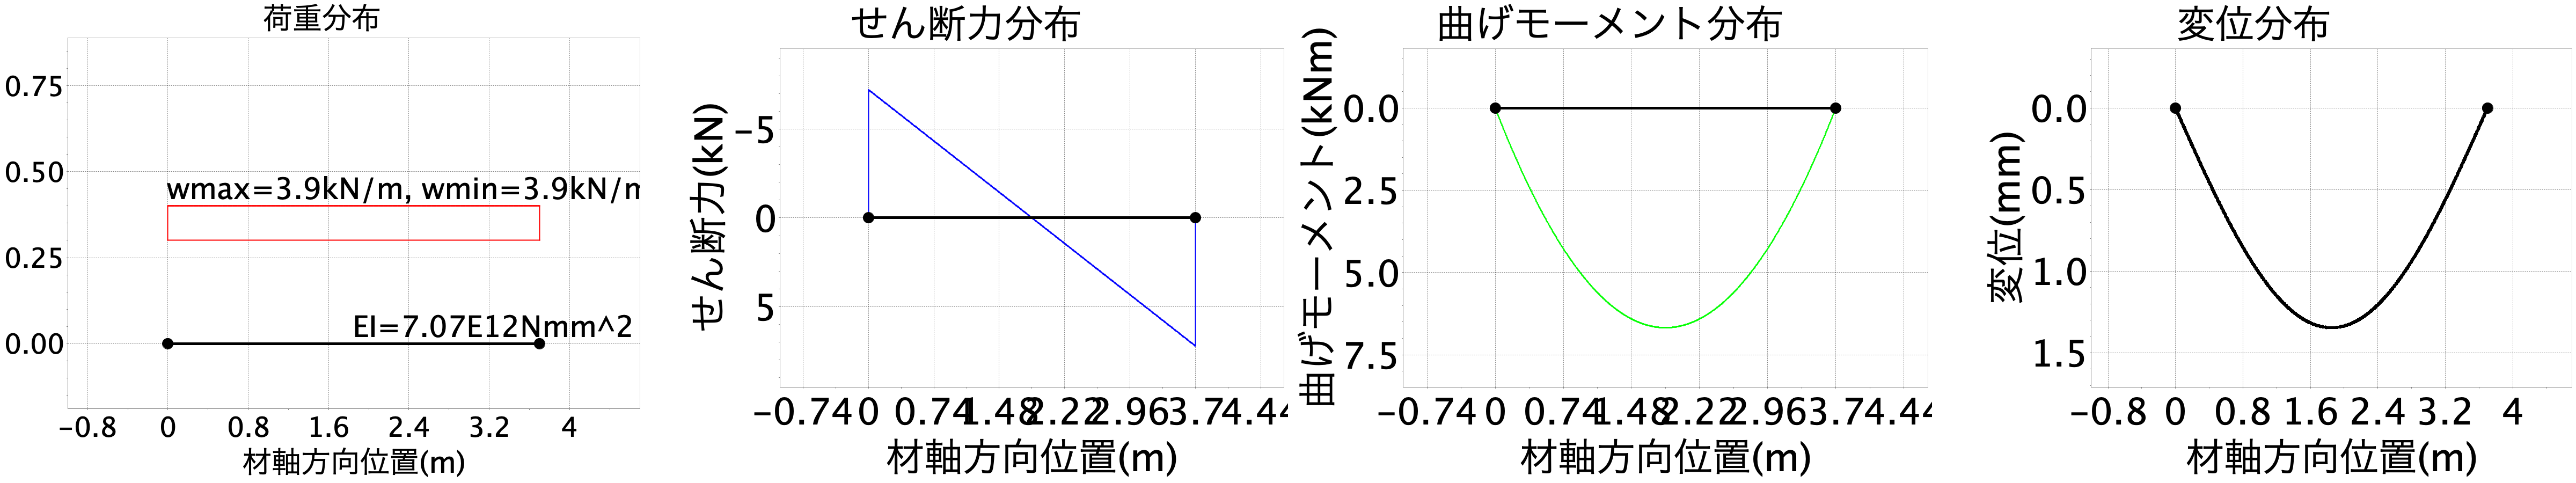 荷重分布
0.75
0.50
wmax=3.9kN/m, wmin=3.9kN/m
0.25
EI=7.07E12Nmm^2
0.00
-0.8 0 0.8 1.6 2.4 3.2 4
材軸方向位置(m)
せん断力分布
せん断力(kN)
-5
0
5
-0.74 0 0.74 1.48 2.22 2.96 3.7 4.44
材軸方向位置(m)
曲げモーメント分布
曲げモーメント(kNm)
0.0
2.5
5.0
7.5
-0.74 0 0.74 1.48 2.22 2.96 3.7 4.44
材軸方向位置(m)
変位分布
変位(mm)
0.0
0.5
1.0
1.5
-0.8 0 0.8 1.6 2.4 3.2 4
材軸方向位置(m)